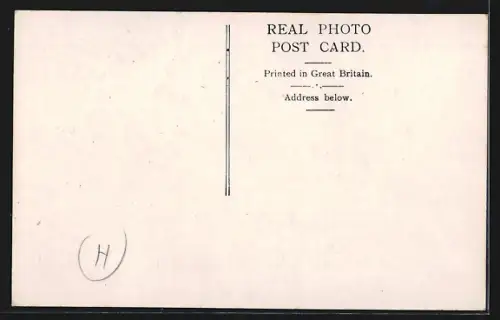 REAL PHOTO
POST CARD.
Printed in Great Britain.
Address below.
H